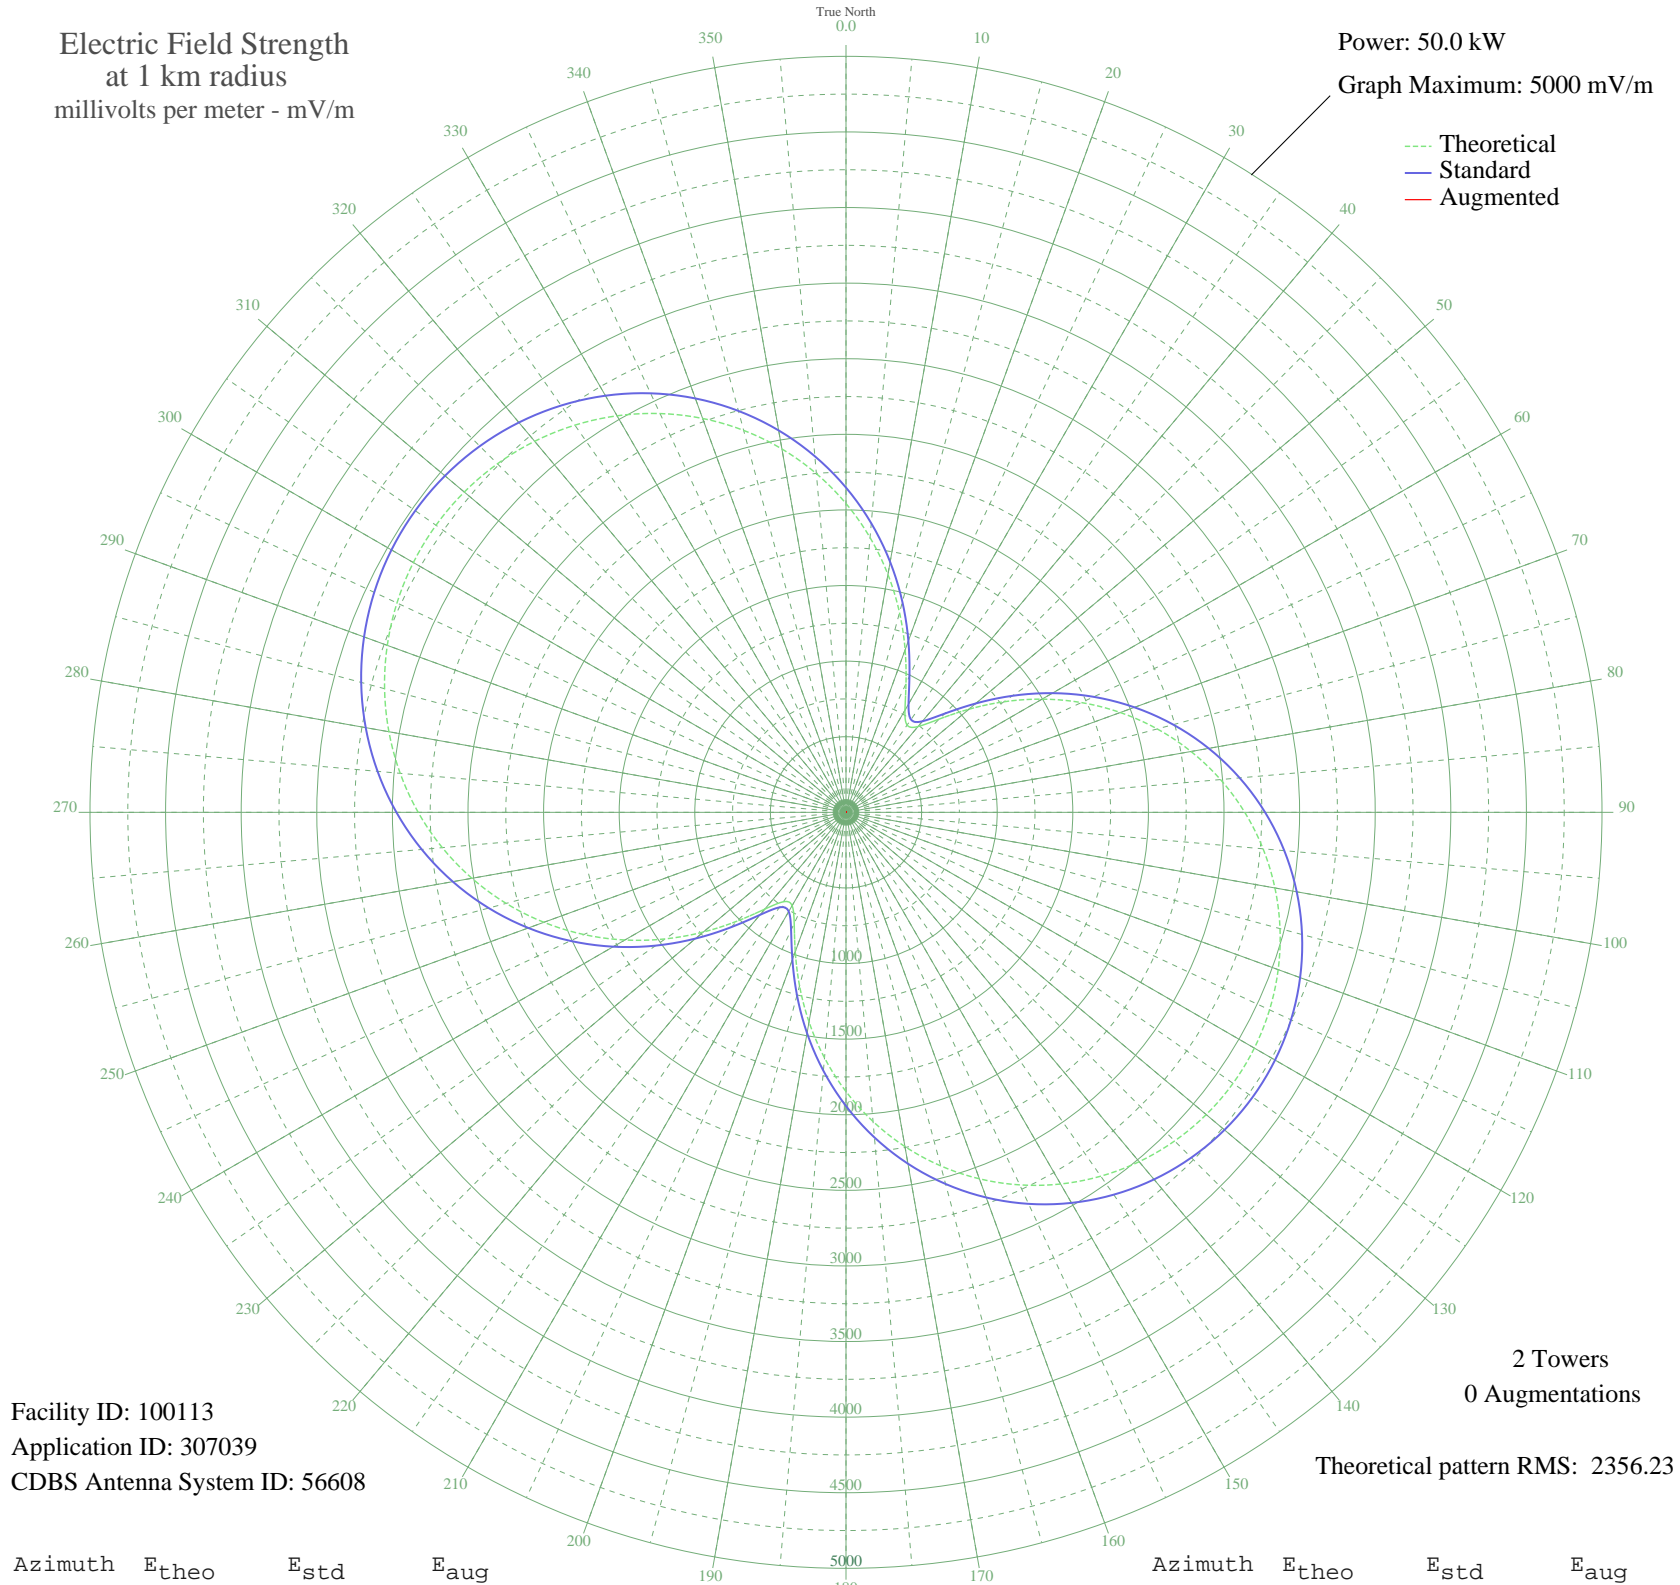 True North
0.0
Electric Field Strength
at 1 km radius
millivolts per meter - mV/m
Power: 50.0 kW
Graph Maximum: 5000 mV/m
Theoretical
Standard
Augmented
10
20
30
40
50
60
70
80
90
100
110
120
130
140
150
160
170
190
200
210
220
230
240
250
260
270
280
290
300
310
320
330
340
350
1000
1500
2000
2500
3000
3500
4000
4500
5000
2 Towers
0 Augmentations
Theoretical pattern RMS: 2356.23
Facility ID: 100113
Application ID: 307039
CDBS Antenna System ID: 56608
Azimuth Etheo Estd Eaug Azimuth Etheo Estd Eaug